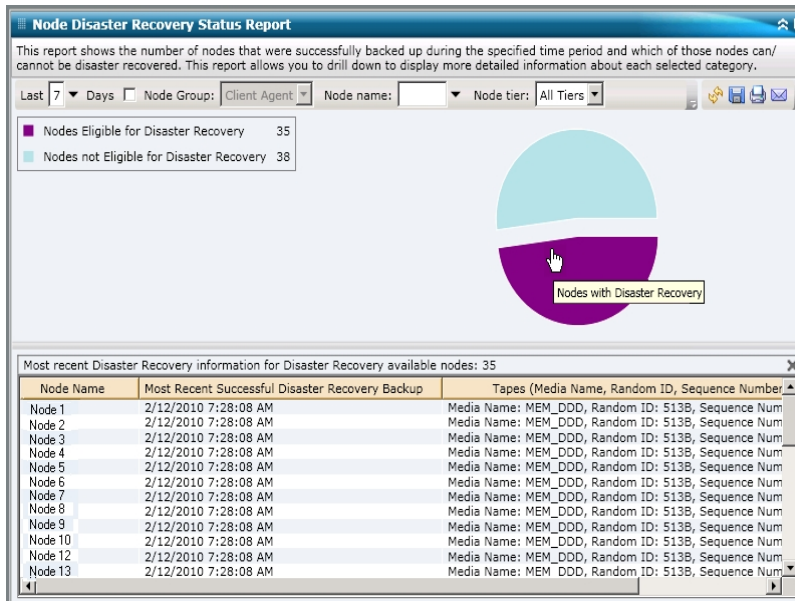 Node Disaster Recovery Status Report
This report shows the number of nodes that were successfully backed up during the specified time period and which of those nodes can/
cannot be disaster recovered. This report allows you to drill down to display more detailed information about each selected category.
Last 7 Days Node Group: Client Agent Node name: Node tier: All Tiers
Nodes Eligible for Disaster Recovery 35
Nodes not Eligible for Disaster Recovery 38
Nodes with Disaster Recovery
Most recent Disaster Recovery information for Disaster Recovery available nodes: 35
Node Name Most Recent Successful Disaster Recovery Backup Tapes (Media Name, Random ID, Sequence Number
Node 1 2/12/2010 7:28:08 AM Media Name: MEM_DDD, Random ID: 513B, Sequence Num
Node 2 2/12/2010 7:28:08 AM Media Name: MEM_DDD, Random ID: 513B, Sequence Num
Node 3 2/12/2010 7:28:08 AM Media Name: MEM_DDD, Random ID: 513B, Sequence Num
Node 4 2/12/2010 7:28:08 AM Media Name: MEM_DDD, Random ID: 513B, Sequence Num
Node 5 2/12/2010 7:28:08 AM Media Name: MEM_DDD, Random ID: 513B, Sequence Num
Node 6 2/12/2010 7:28:08 AM Media Name: MEM_DDD, Random ID: 513B, Sequence Num
Node 7 2/12/2010 7:28:08 AM Media Name: MEM_DDD, Random ID: 513B, Sequence Num
Node 8 2/12/2010 7:28:08 AM Media Name: MEM_DDD, Random ID: 513B, Sequence Num
Node 9 2/12/2010 7:28:08 AM Media Name: MEM_DDD, Random ID: 513B, Sequence Num
Node 10 2/12/2010 7:28:08 AM Media Name: MEM_DDD, Random ID: 513B, Sequence Num
Node 12 2/12/2010 7:28:08 AM Media Name: MEM_DDD, Random ID: 513B, Sequence Num
Node 13 2/12/2010 7:28:08 AM Media Name: MEM_DDD, Random ID: 513B, Sequence Num